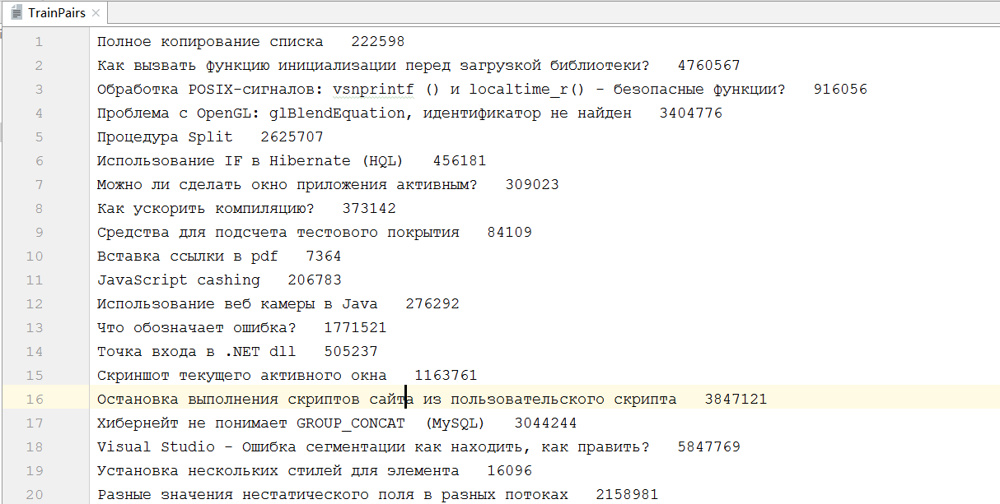 TrainPairs
1 Полное копирование списка 222598
2 Как вызвать функцию инициализации перед загрузкой библиотеки? 4760567
3 Обработка POSIX-сигналов: vsnprintf () и localtime_r() - безопасные функции? 916056
4 Проблема с OpenGL: glBlendEquation, идентификатор не найден 3404776
5 Процедура Split 2625707
6 Использование IF в Hibernate (HQL) 456181
7 Можно ли сделать окно приложения активным? 309023
8 Как ускорить компиляцию? 373142
9 Средства для подсчета тестового покрытия 84109
10 Вставка ссылки в pdf 7364
11 JavaScript cashing 206783
12 Использование веб камеры в Java 276292
13 Что обозначает ошибка? 1771521
14 Точка входа в .NET dll 505237
15 Скриншот текущего активного окна 1163761
16 Остановка выполнения скриптов сайта из пользовательского скрипта 3847121
17 Хибернейт не понимает GROUP_CONCAT (MySQL) 3044244
18 Visual Studio - Ошибка сегментации как находить, как править? 5847769
19 Установка нескольких стилей для элемента 16096
20 Разные значения нестатического поля в разных потоках 2158981